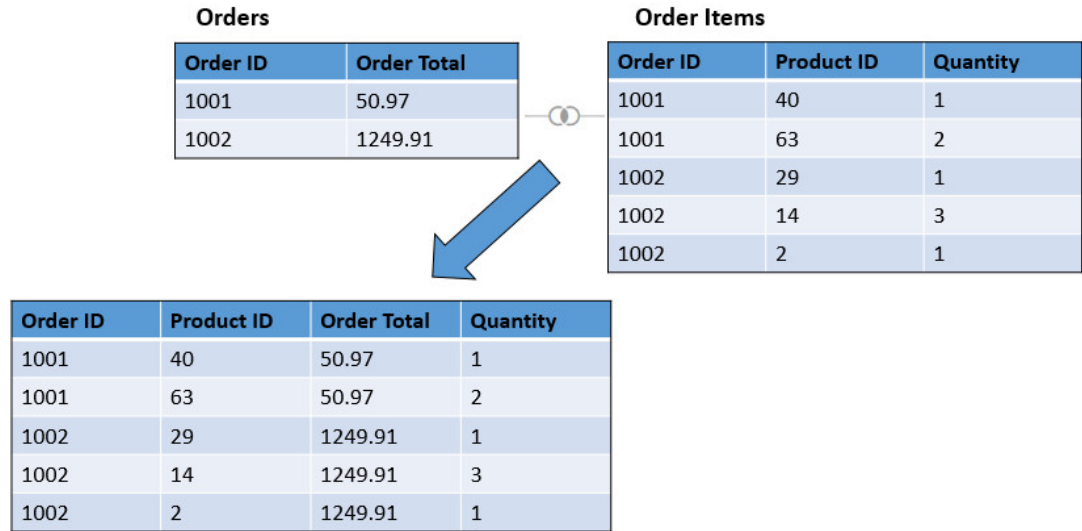 Orders
Order ID Order Total
1001 50.97
1002 1249.91
Order Items
Order ID Product ID Quantity
1001 40 1
1001 63 2
1002 29 1
1002 14 3
1002 2 1
Order ID Product ID Order Total Quantity
1001 40 50.97 1
1001 63 50.97 2
1002 29 1249.91 1
1002 14 1249.91 3
1002 2 1249.91 1